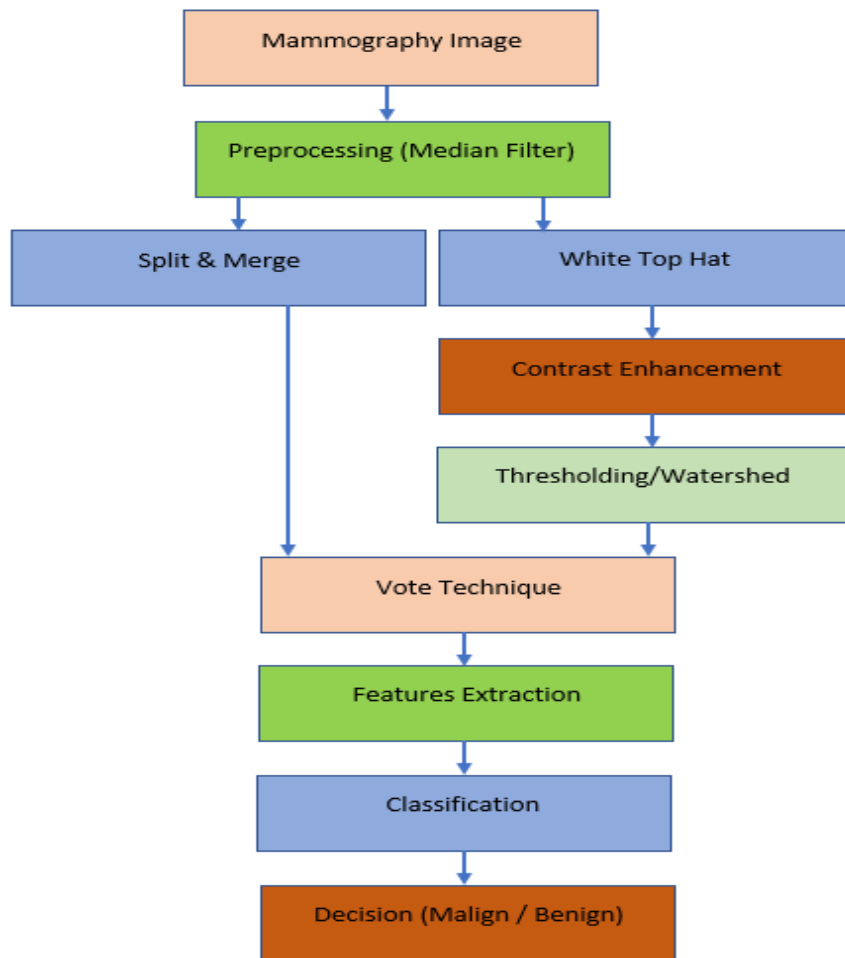 Mammography Image
Preprocessing (Median Filter)
Split & Merge
White Top Hat
Contrast Enhancement
Thresholding/Watershed
Vote Technique
Features Extraction
Classification
Decision (Malign / Benign)